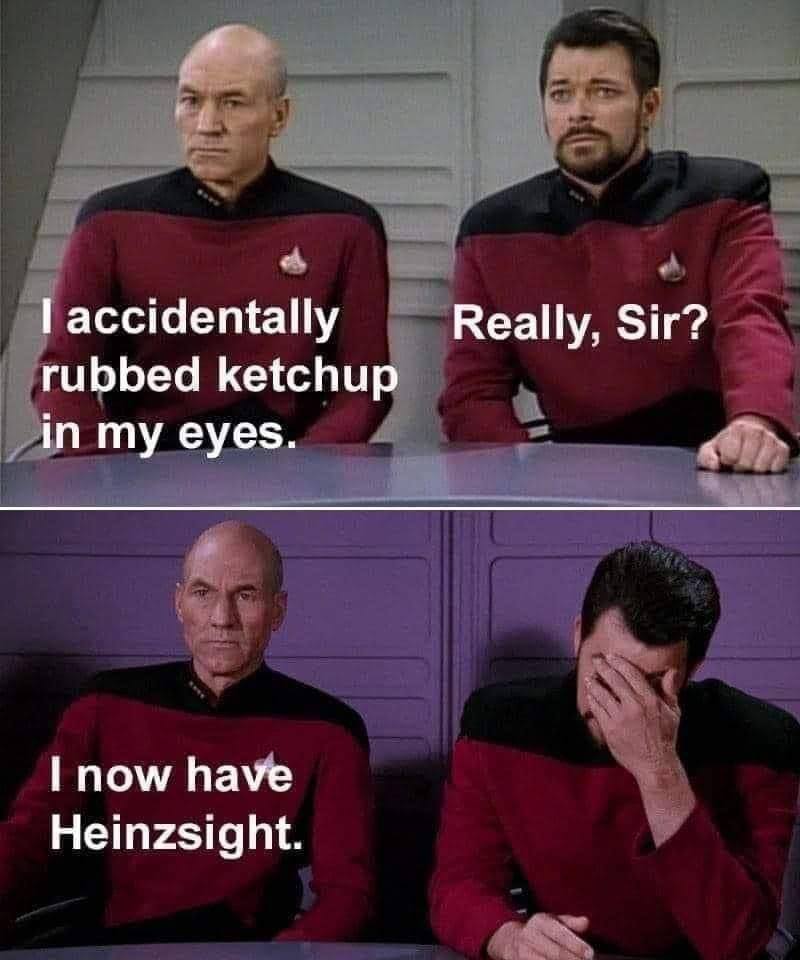 I accidentally
rubbed ketchup
in my eyes.
Really, Sir?
I now have
Heinzsight.